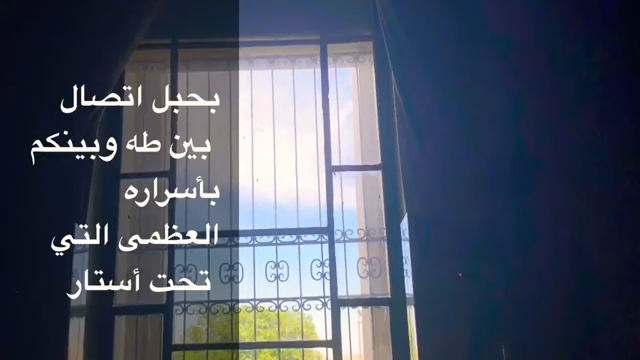 بحبل اتصال
بين طه وبينكم
بأسراره
العظمى التي
تحت أستار